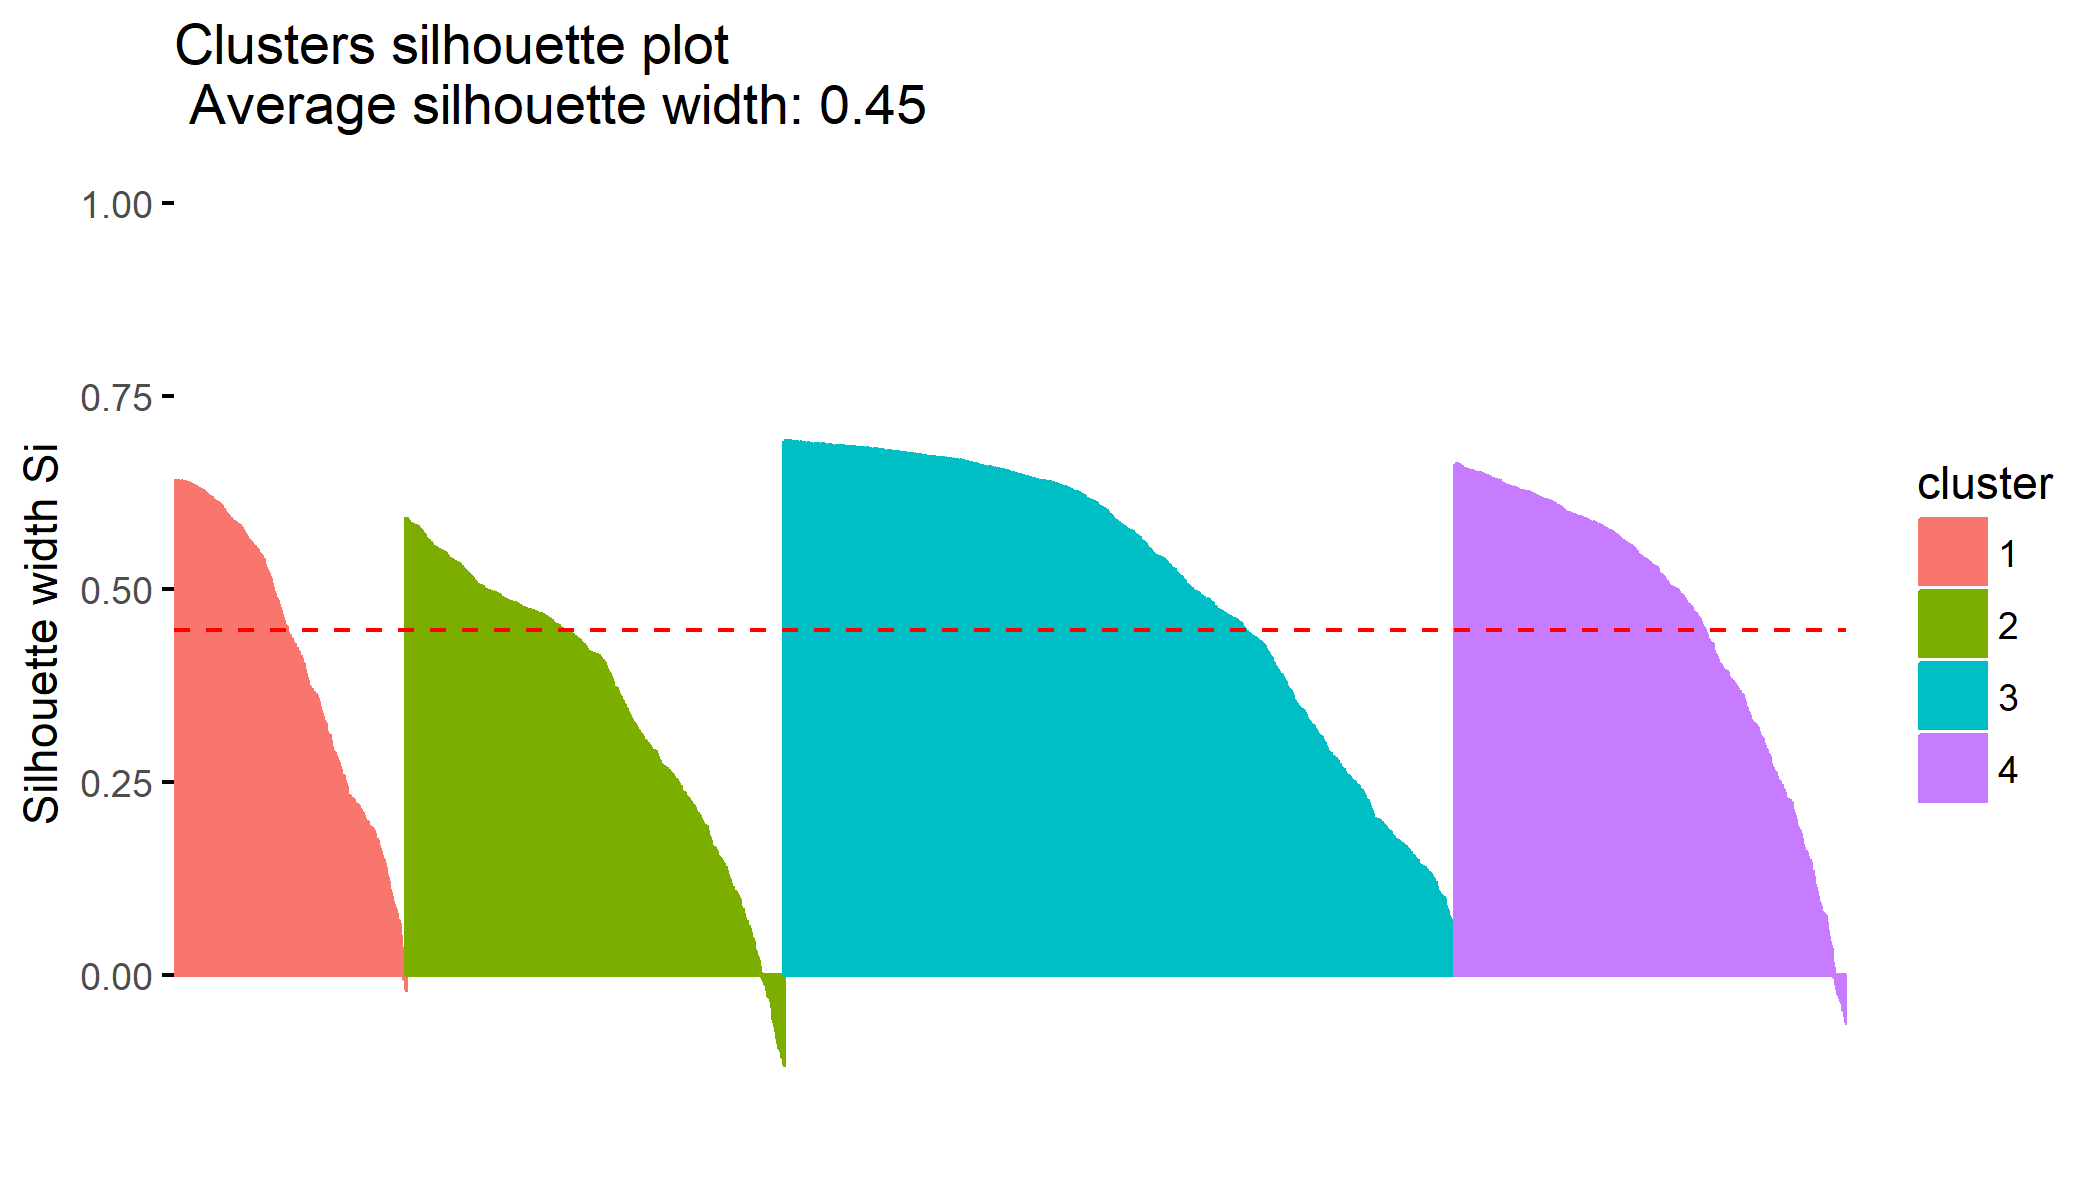 Clusters silhouette plot
Average silhouette width: 0.45
1.00
0.75
0.50
0.25
0.00
Silhouette width Si
cluster
1
2
3
4